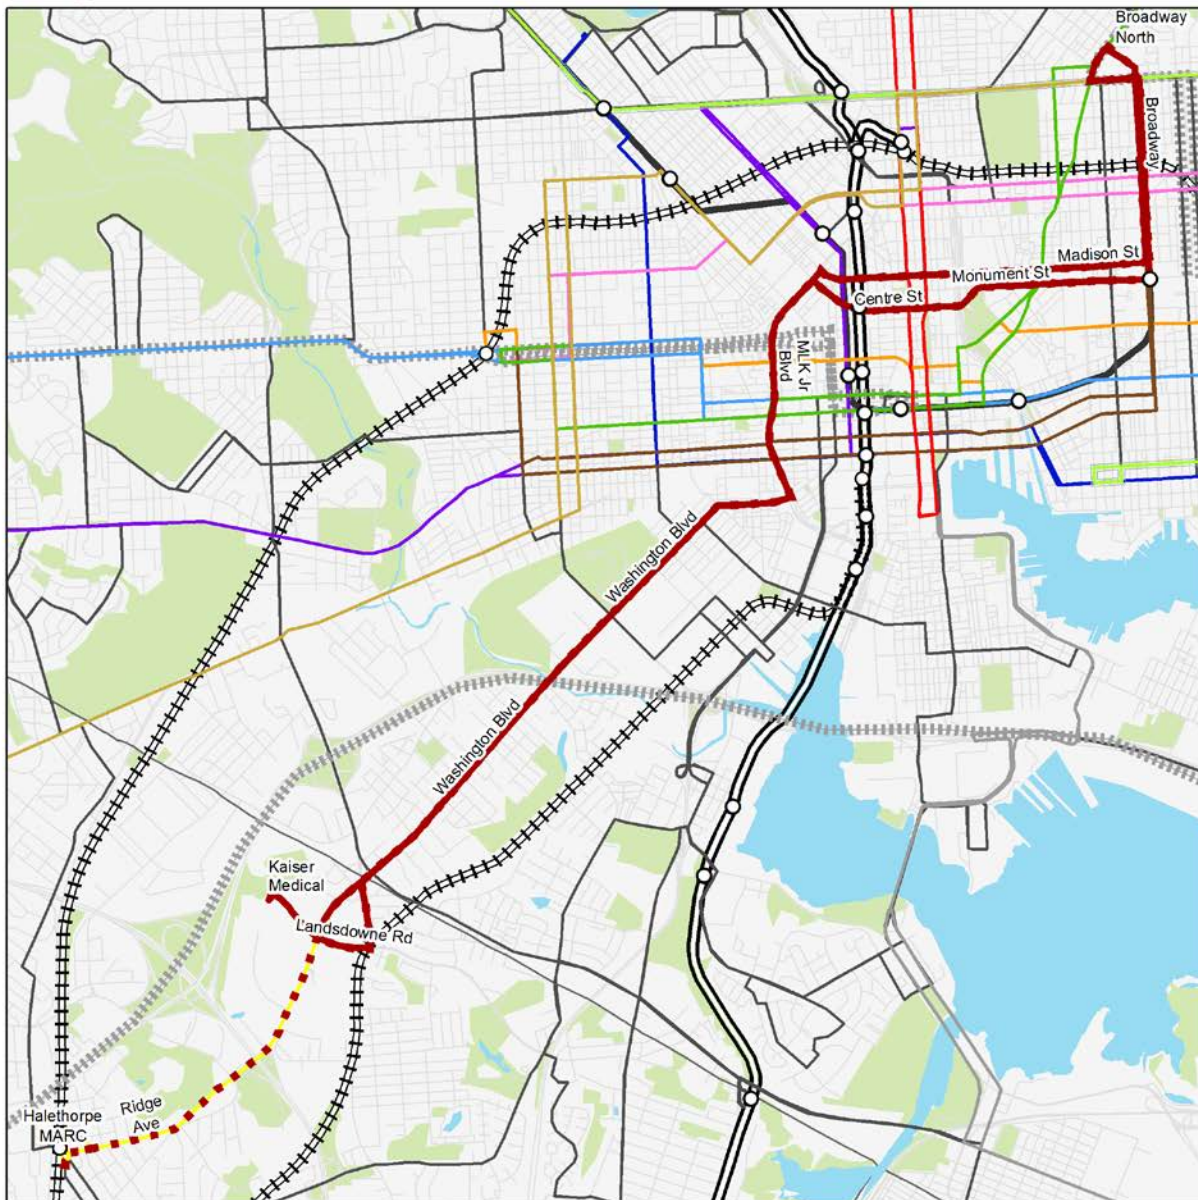 Broadway
North
Broadway
Madison St
Monument St
Centre St
MLK Jr
Blvd
Washington Blvd
Washington Blvd
Kaiser
Medical
Landsdowne Rd
Ridge
Ave
Halethorpe
MARC